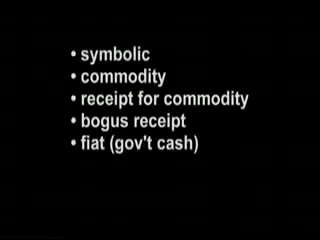 • symbolic
• commodity
• receipt for commodity
• bogus receipt
• fiat (gov't cash)